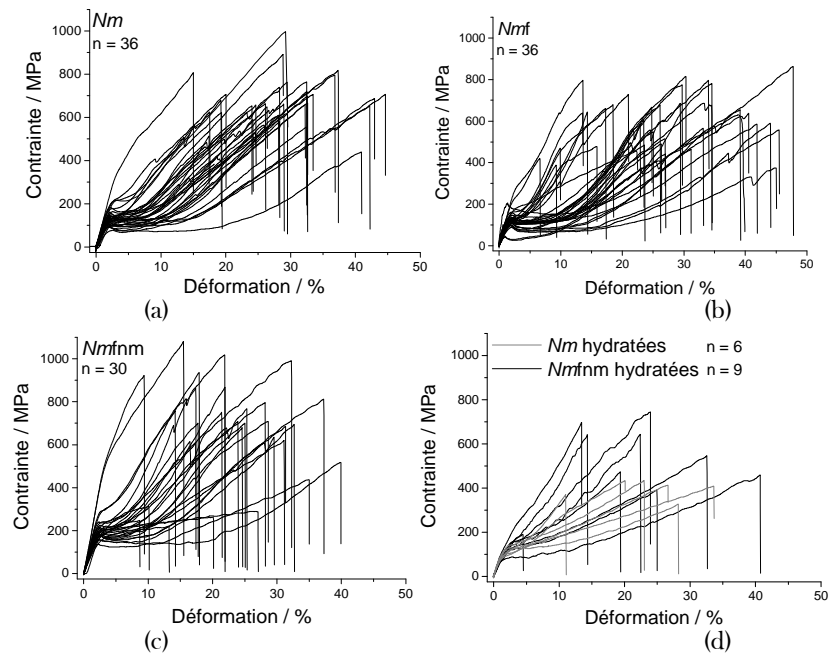 Nm
n = 36
Contrainte / MPa
1000
800
600
400
200
0
0 10 20 30 40 50
Déformation / %
(a)
Nmf
n = 36
Contrainte / MPa
1000
800
600
400
200
0
0 10 20 30 40 50
Déformation / %
(b)
Nmfnm
n = 30
Contrainte / MPa
1000
800
600
400
200
0
0 10 20 30 40 50
Déformation / %
(c)
Nm hydratées n = 6
Nmfnm hydratées n = 9
Contrainte / MPa
1000
800
600
400
200
0
0 10 20 30 40 50
Déformation / %
(d)